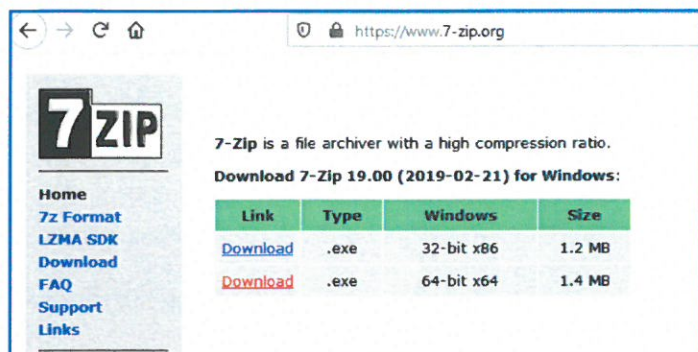 https://www.7-zip.org
7 ZIP
7-Zip is a file archiver with a high compression ratio.
Download 7-Zip 19.00 (2019-02-21) for Windows:
Link Type Windows Size
Download .exe 32-bit x86 1.2 MB
Download .exe 64-bit x64 1.4 MB
Home
7z Format
LZMA SDK
Download
FAQ
Support
Links